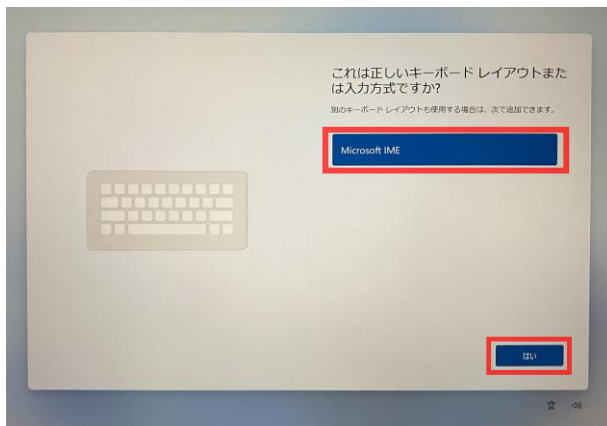 これは正しいキーボード レイアウトまた
は入力方式ですか?
別のキーボード レイアウトも使用する場合は、次で追加できます。
Microsoft IME
はい